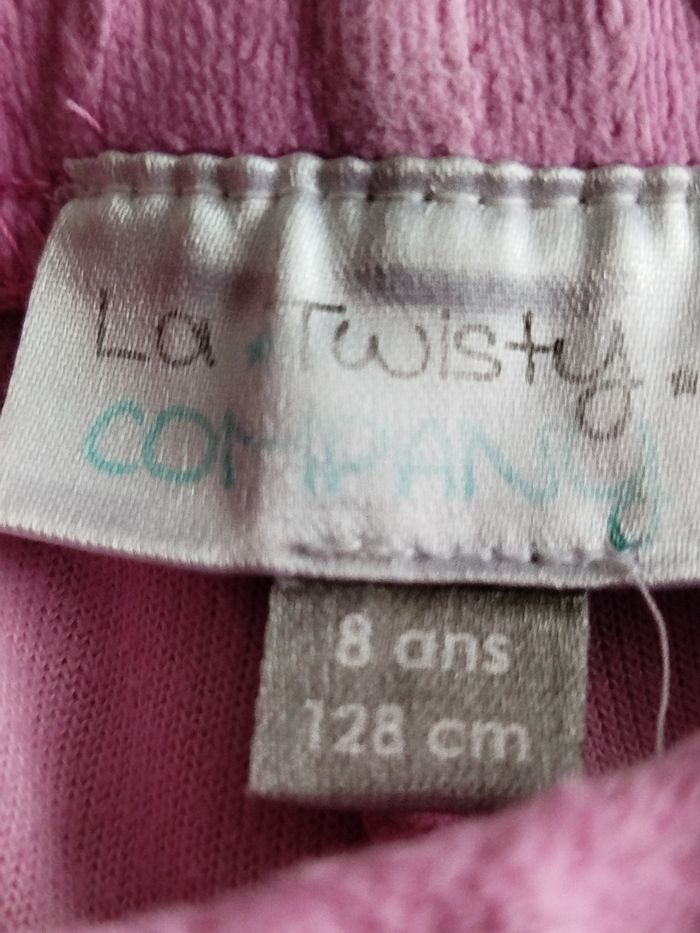 La Twisty
COMPANY
8 ans
128 cm